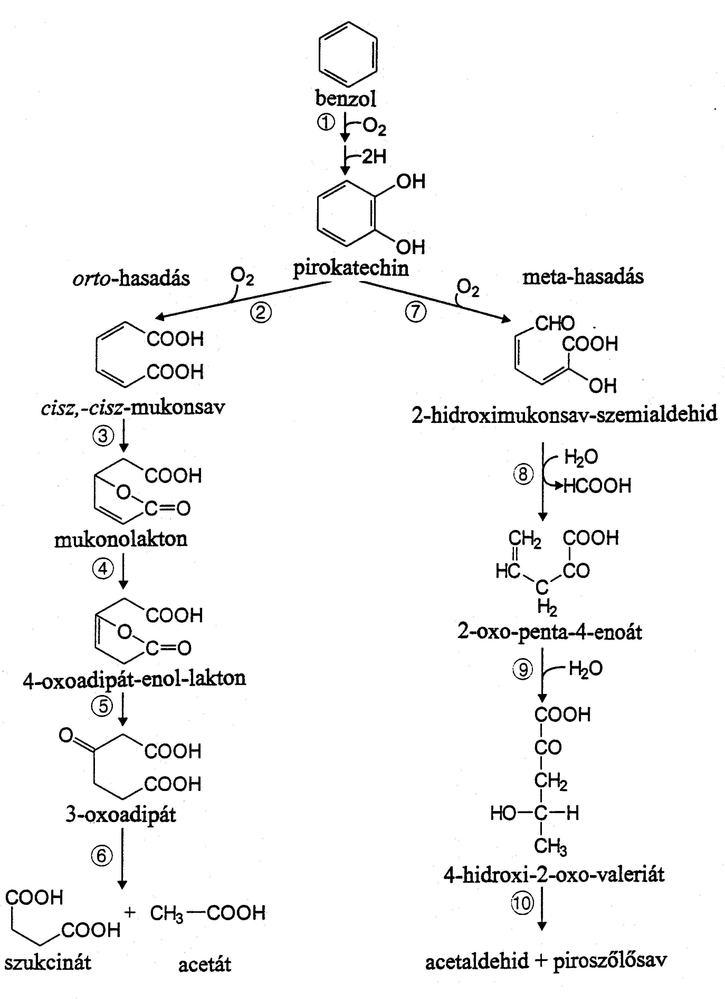 benzol
① O2
2H
OH
OH
pirokatechin
orto-hasadás
O2
②
meta-hasadás
O2
⑦
COOH
COOH
cisz,-cisz-mukonsav
③
COOH
O
C=O
mukonolakton
④
COOH
O
C=O
4-oxoadipát-enol-lakton
⑤
O
COOH
COOH
3-oxoadipát
⑥
COOH
COOH
+ CH3—COOH
szukcinát
acetát
CHO
COOH
OH
2-hidroximukonsav-szemialdehid
⑧
H2O
HCOOH
CH2 COOH
HC CO
C
H2
2-oxo-penta-4-enoát
⑨ H2O
COOH
CO
CH2
HO—C—H
CH3
4-hidroxi-2-oxo-valeriát
⑩
acetaldehid + piroszőlősav